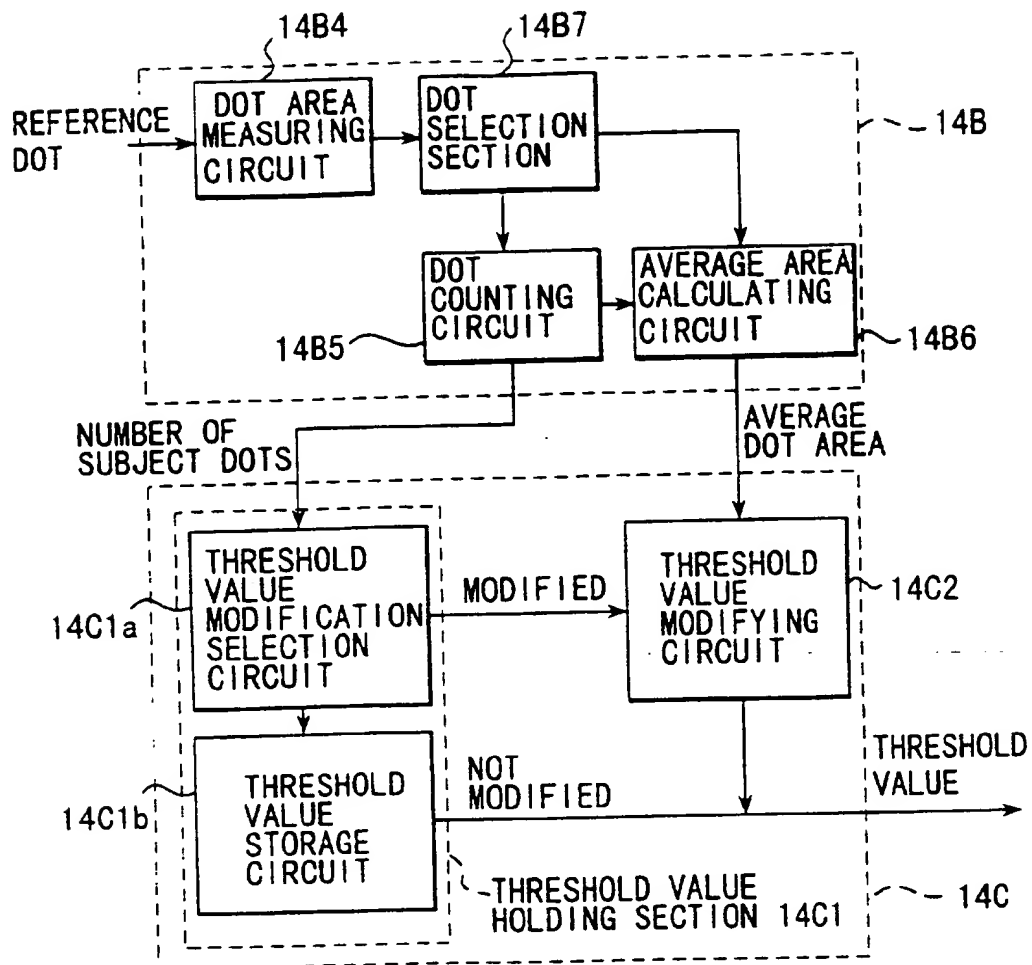 14B4
14B7
REFERENCE
DOT
DOT AREA
MEASURING
CIRCUIT
DOT
SELECTION
SECTION
14B
DOT
COUNTING
CIRCUIT
AVERAGE AREA
CALCULATING
CIRCUIT
14B5
14B6
NUMBER OF
SUBJECT DOTS
AVERAGE
DOT AREA
THRESHOLD
VALUE
MODIFICATION
SELECTION
CIRCUIT
14C1a
MODIFIED
THRESHOLD
VALUE
MODIFYING
CIRCUIT
14C2
THRESHOLD
VALUE
STORAGE
CIRCUIT
14C1b
NOT
MODIFIED
THRESHOLD
VALUE
THRESHOLD VALUE
HOLDING SECTION 14C1
14C